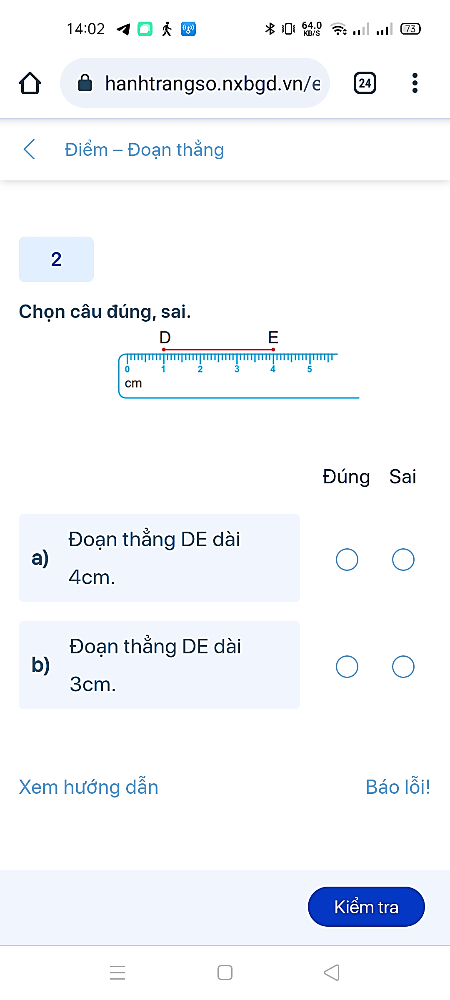 14:02 64.0 KB/S 73
hanhtrangso.nxbgd.vn/e 24
Điểm – Đoạn thẳng
2
Chọn câu đúng, sai.
D E
0 1 2 3 4 5
cm
Đúng Sai
a) Đoạn thẳng DE dài
4cm.
b) Đoạn thẳng DE dài
3cm.
Xem hướng dẫn Báo lỗi!
Kiểm tra